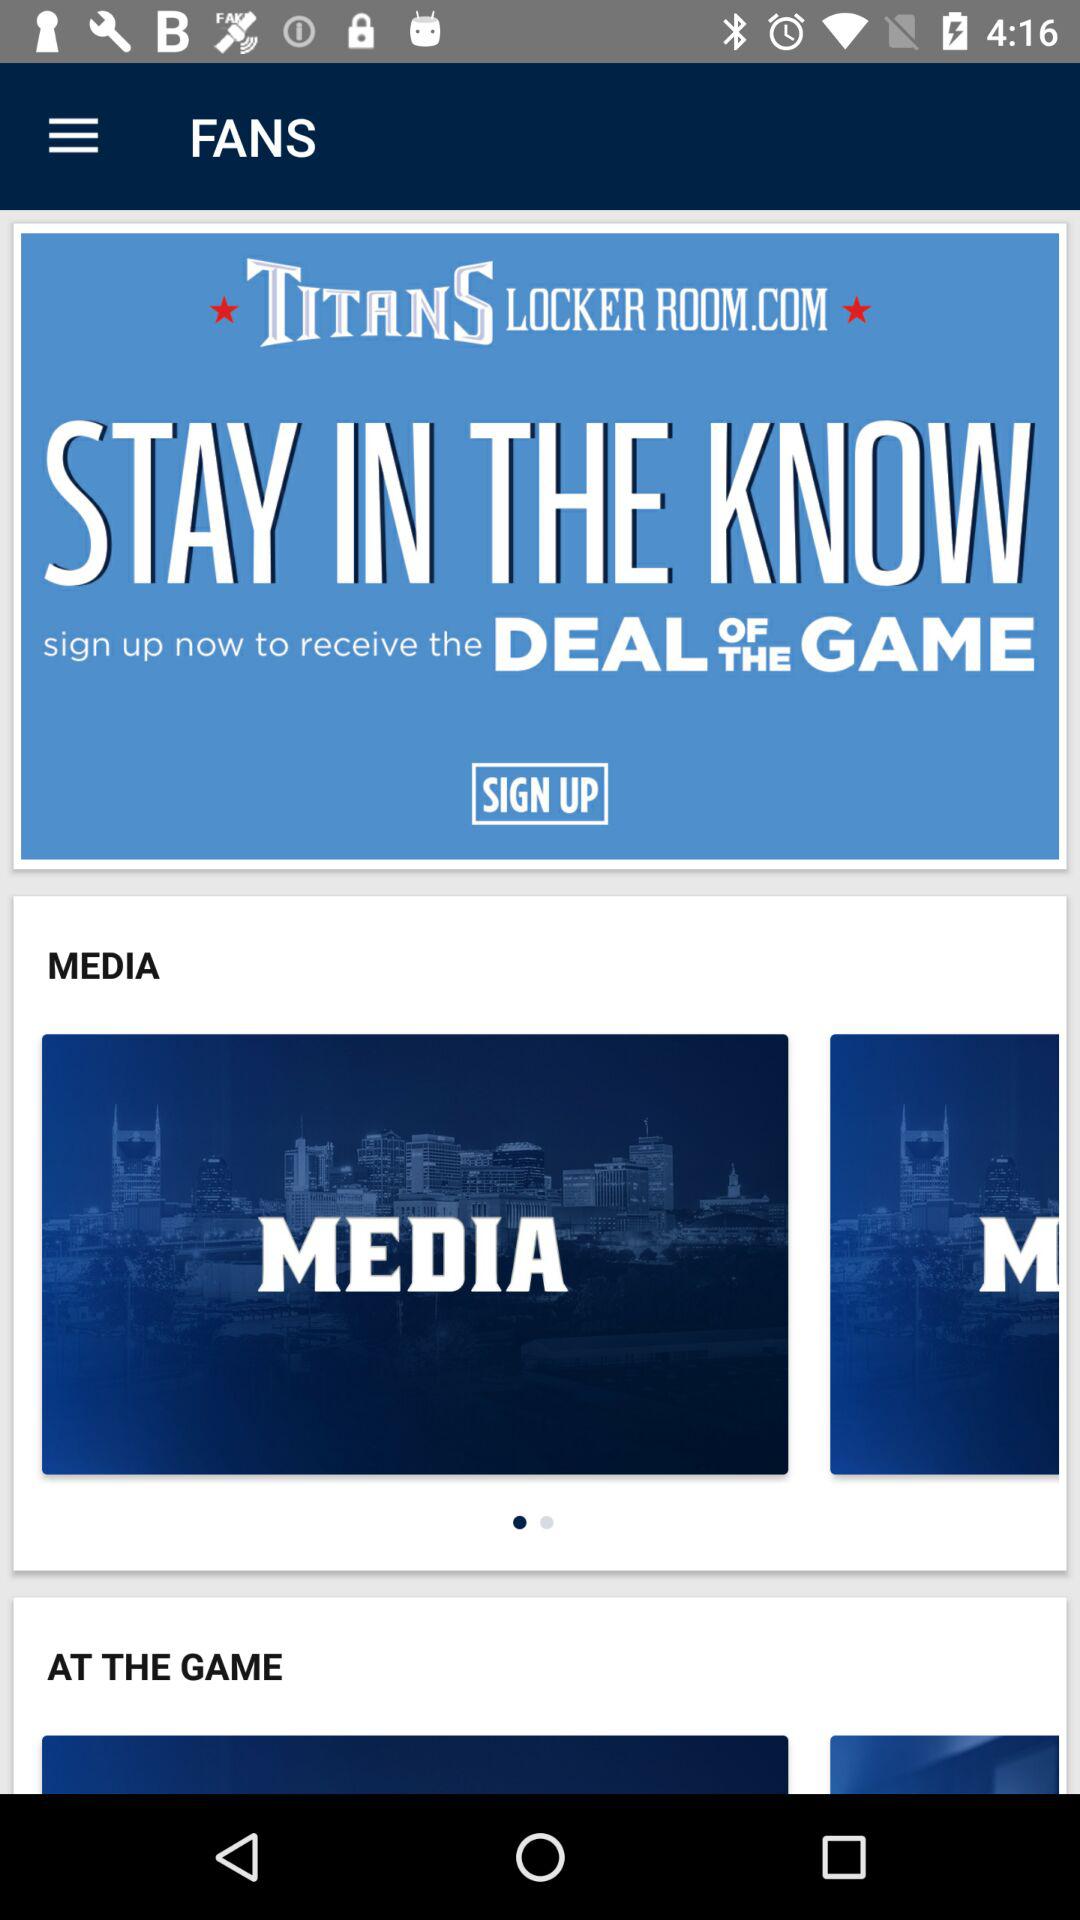 B FAKE 4:16
FANS
TITANS LOCKER ROOM.COM
STAY IN THE KNOW
sign up now to receive the DEAL OF THE GAME
SIGN UP
MEDIA
MEDIA M
AT THE GAME